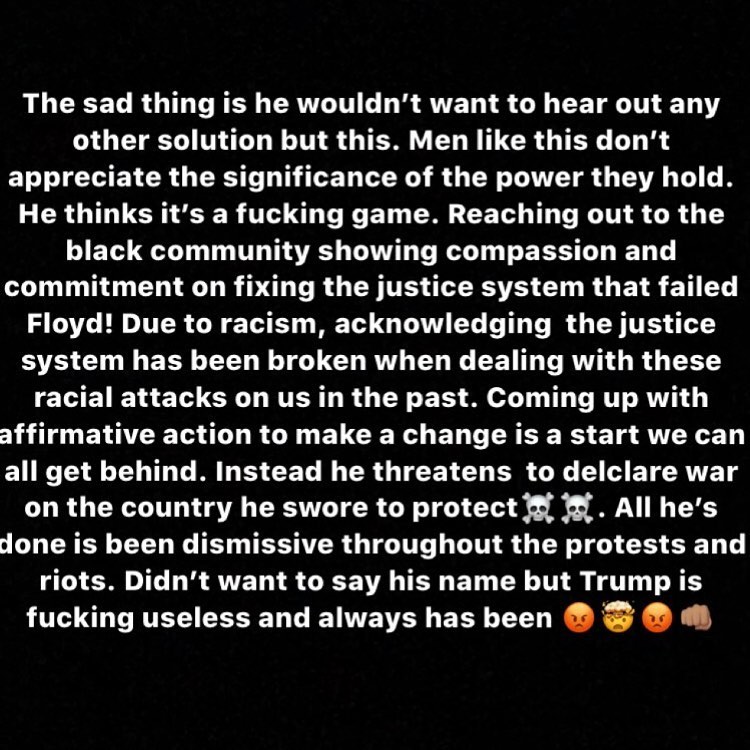 The sad thing is he wouldn’t want to hear out any
other solution but this. Men like this don’t
appreciate the significance of the power they hold.
He thinks it’s a fucking game. Reaching out to the
black community showing compassion and
commitment on fixing the justice system that failed
Floyd! Due to racism, acknowledging  the justice
system has been broken when dealing with these
racial attacks on us in the past. Coming up with
affirmative action to make a change is a start we can
all get behind. Instead he threatens  to delclare war
on the country he swore to protect☠️☠️. All he’s
done is been dismissive throughout the protests and
riots. Didn’t want to say his name but Trump is
fucking useless and always has been 😡🤯😡👊🏽